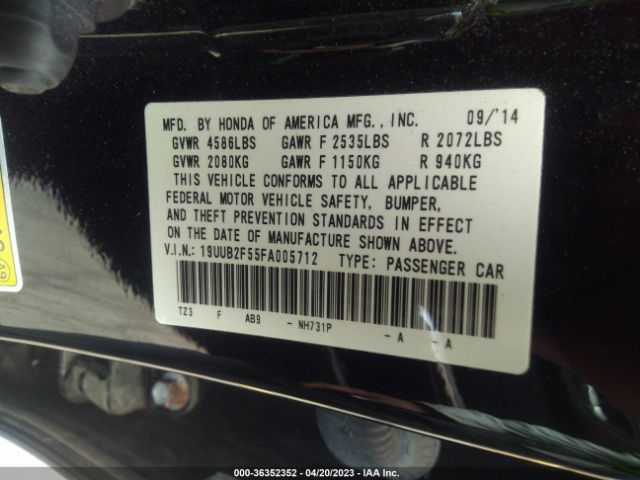 MFD. BY HONDA OF AMERICA MFG., INC. 09/'14
GVWR 4586LBS GAWR F 2535LBS R 2072LBS
GVWR 2080KG GAWR F 1150KG R 940KG
THIS VEHICLE CONFORMS TO ALL APPLICABLE
FEDERAL MOTOR VEHICLE SAFETY, BUMPER,
AND THEFT PREVENTION STANDARDS IN EFFECT
ON THE DATE OF MANUFACTURE SHOWN ABOVE.
V.I.N.: 19UUB2F55FA005712 TYPE: PASSENGER CAR
TZ3 F AB9 - NH731P - A - A
000-36352352 / 04/20/2023 - IAA Inc.